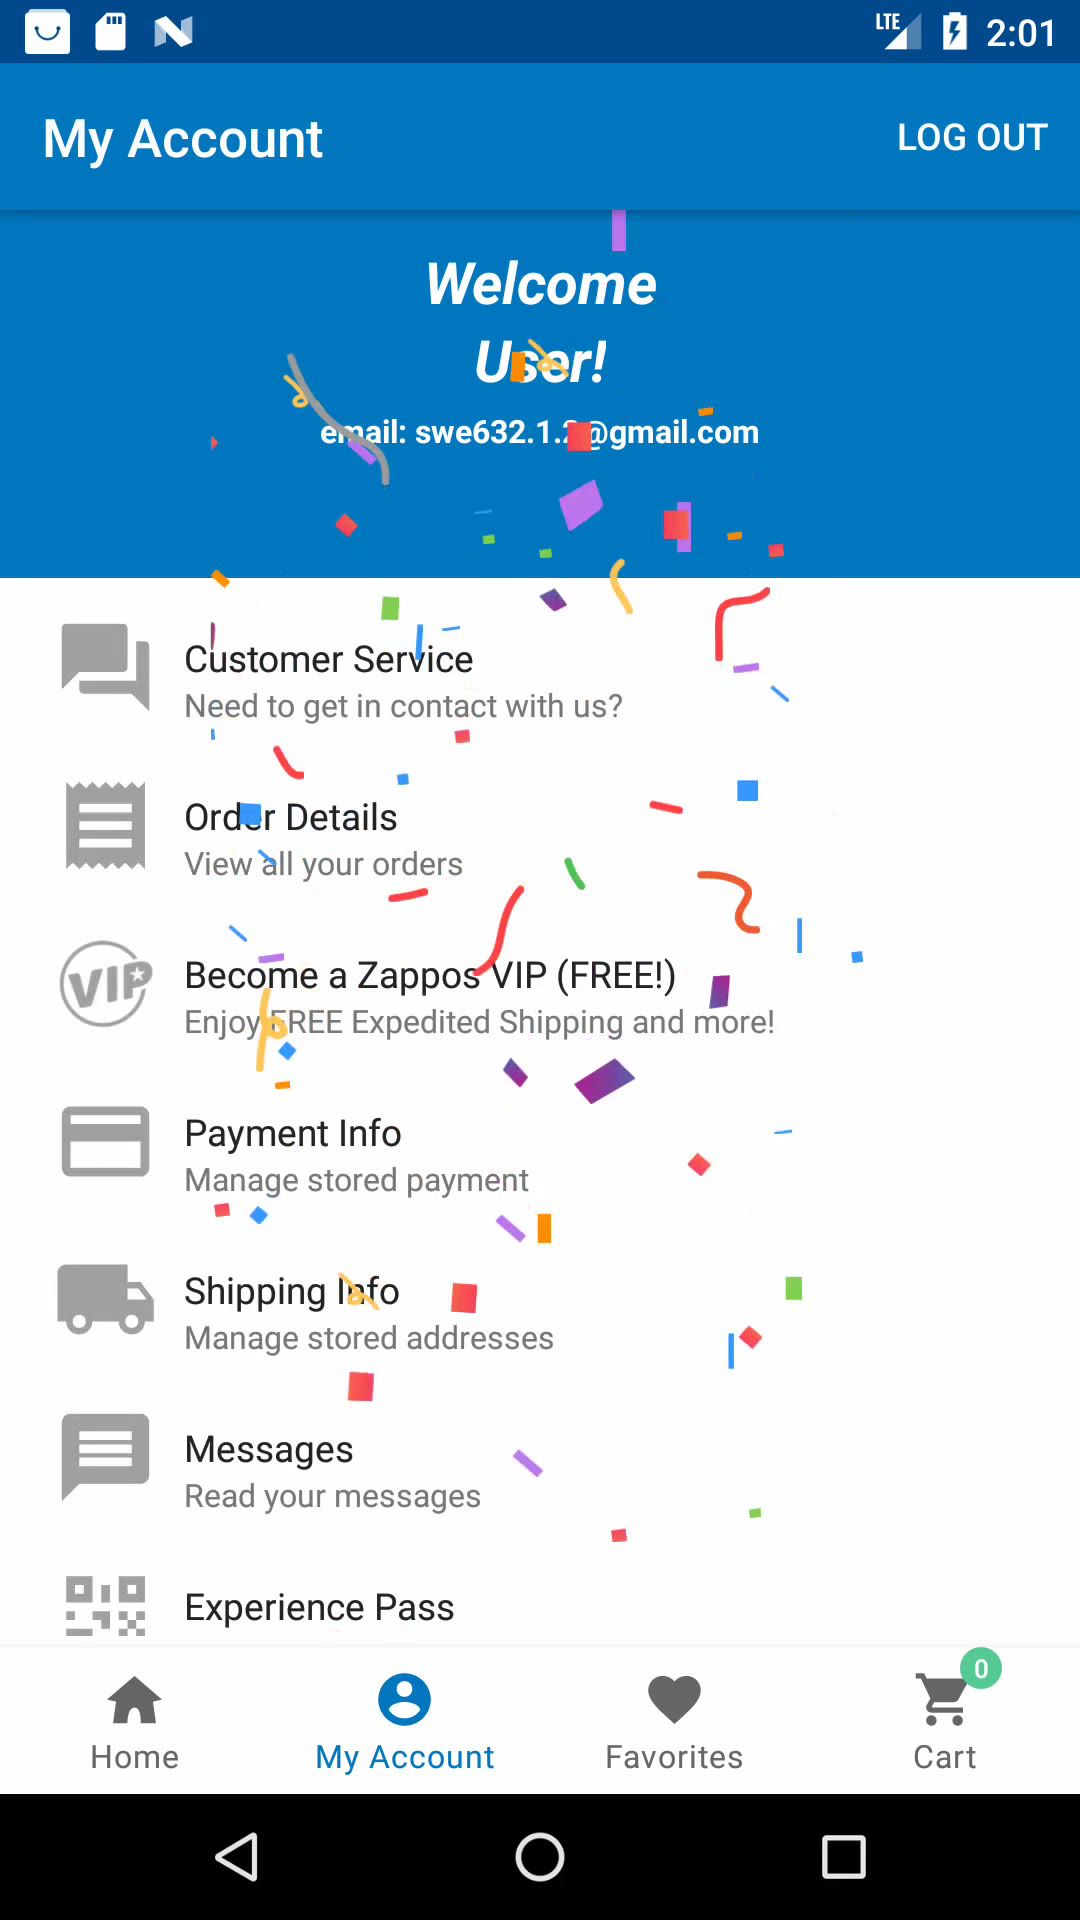 LTE 2:01
My Account LOG OUT
Welcome
User!
email: swe632.1.2@gmail.com
Customer Service
Need to get in contact with us?
Order Details
View all your orders
VIP Become a Zappos VIP (FREE!)
Enjoy FREE Expedited Shipping and more!
Payment Info
Manage stored payment
Shipping Info
Manage stored addresses
Messages
Read your messages
Experience Pass
0
Home My Account Favorites Cart